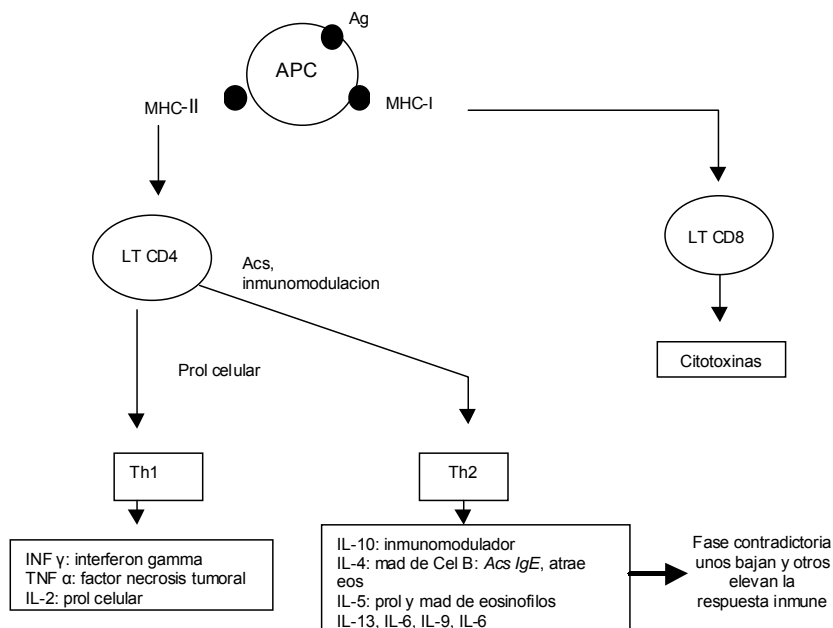 Ag
APC
MHC-II
MHC-I
LT CD4
LT CD8
Acs,
inmunomodulacion
Citotoxinas
Prol celular
Th1
Th2
INF γ: interferon gamma
TNF α: factor necrosis tumoral
IL-2: prol celular
IL-10: inmunomodulador
IL-4: mad de Cel B: Acs IgE, atrae
eos
IL-5: prol y mad de eosinofilos
IL-13, IL-6, IL-9, IL-6
Fase contradictoria
unos bajan y otros
elevan la
respuesta inmune